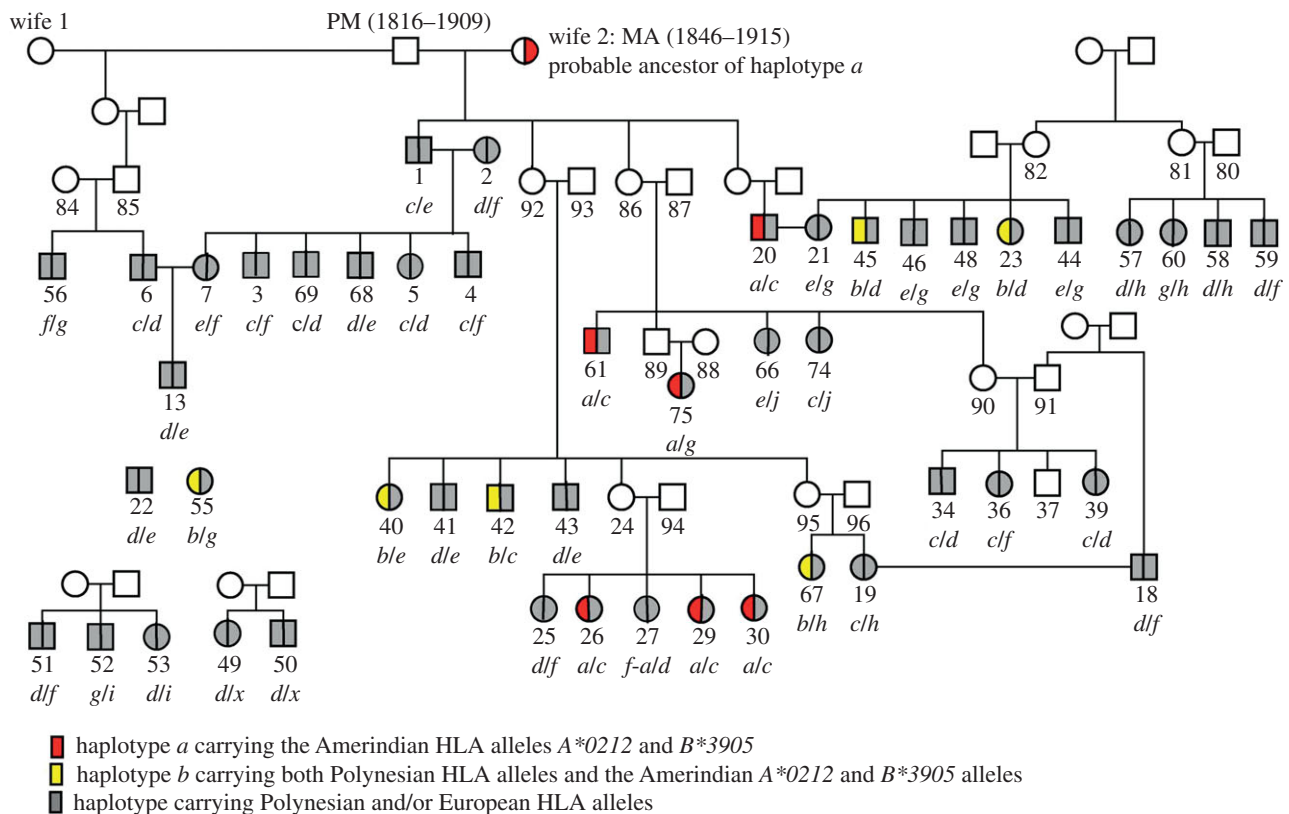 wife 1
PM (1816–1909)
wife 2: MA (1846–1915)
probable ancestor of haplotype a
1
c/e
2
d/f
92
93
86
87
82
81
80
84
85
20
a/c
21
e/g
45
b/d
46
e/g
48
e/g
23
b/d
44
e/g
57
d/h
60
g/h
58
d/h
59
d/f
56
f/g
6
c/d
7
e/f
3
c/f
69
c/d
68
d/e
5
c/d
4
c/f
61
a/c
89
88
66
e/j
74
c/j
75
a/g
90
91
13
d/e
22
d/e
55
b/g
40
b/e
41
d/e
42
b/c
43
d/e
24
94
95
96
34
c/d
36
c/f
37
39
c/d
25
d/f
26
a/c
27
f-a/d
29
a/c
30
a/c
67
b/h
19
c/h
18
d/f
51
d/f
52
g/i
53
d/i
49
d/x
50
d/x
haplotype a carrying the Amerindian HLA alleles A*0212 and B*3905
haplotype b carrying both Polynesian HLA alleles and the Amerindian A*0212 and B*3905 alleles
haplotype carrying Polynesian and/or European HLA alleles